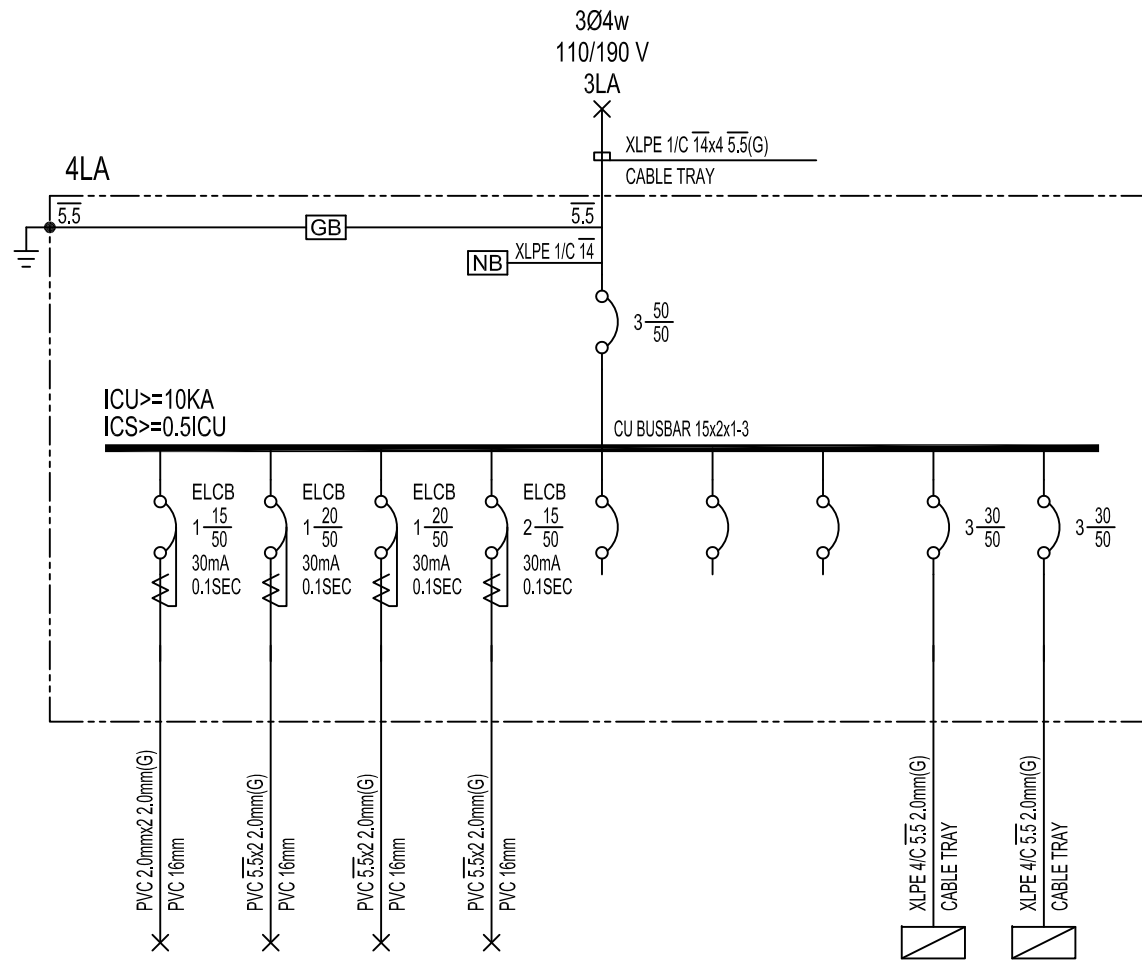 3Ø4w
110/190 V
3LA
XLPE 1/C 14x4 5.5(G)
CABLE TRAY
4LA
5.5
GB
5.5
NB
XLPE 1/C 14
3 50/50
ICU>=10KA
ICS>=0.5ICU
CU BUSBAR 15x2x1-3
ELCB
1 15/50
30mA
0.1SEC
ELCB
1 20/50
30mA
0.1SEC
ELCB
1 20/50
30mA
0.1SEC
ELCB
2 15/50
30mA
0.1SEC
3 30/50
3 30/50
PVC 2.0mmx2 2.0mm(G)
PVC 16mm
PVC 5.5x2 2.0mm(G)
PVC 16mm
PVC 5.5x2 2.0mm(G)
PVC 16mm
PVC 5.5x2 2.0mm(G)
PVC 16mm
XLPE 4/C 5.5 2.0mm(G)
CABLE TRAY
XLPE 4/C 5.5 2.0mm(G)
CABLE TRAY